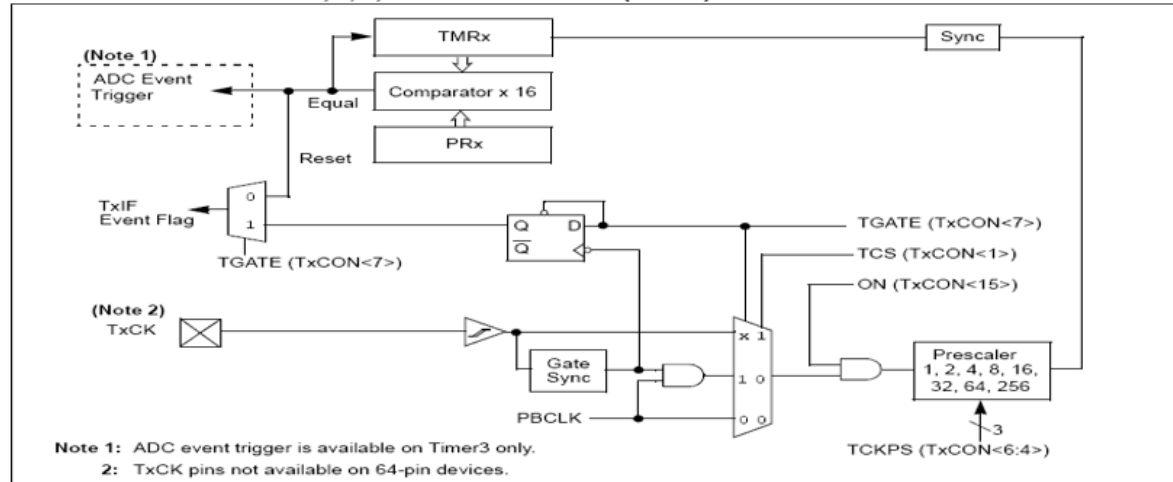 TMRx
Sync
(Note 1)
ADC Event
Trigger
Equal
Comparator x 16
PRx
Reset
0
1
TxIF
Event Flag
TGATE (TxCON<7>)
Q
D
Q
TGATE (TxCON<7>)
TCS (TxCON<1>)
ON (TxCON<15>)
(Note 2)
TxCK
x 1
Gate
Sync
1 0
PBCLK
0 0
Prescaler
1, 2, 4, 8, 16,
32, 64, 256
3
TCKPS (TxCON<6:4>)
Note 1: ADC event trigger is available on Timer3 only.
2: TxCK pins not available on 64-pin devices.